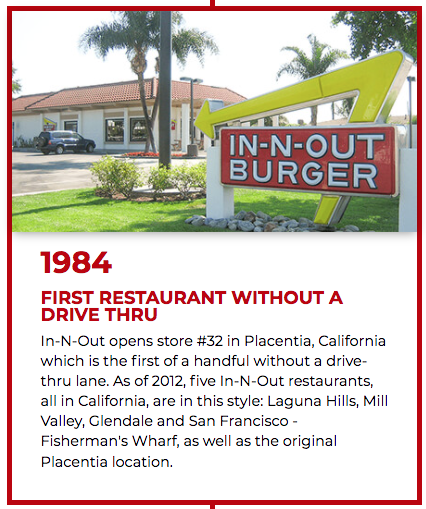 IN-N-OUT
BURGER
1984
FIRST RESTAURANT WITHOUT A
DRIVE THRU
In-N-Out opens store #32 in Placentia, California
which is the first of a handful without a drive-
thru lane. As of 2012, five In-N-Out restaurants,
all in California, are in this style: Laguna Hills, Mill
Valley, Glendale and San Francisco -
Fisherman's Wharf, as well as the original
Placentia location.